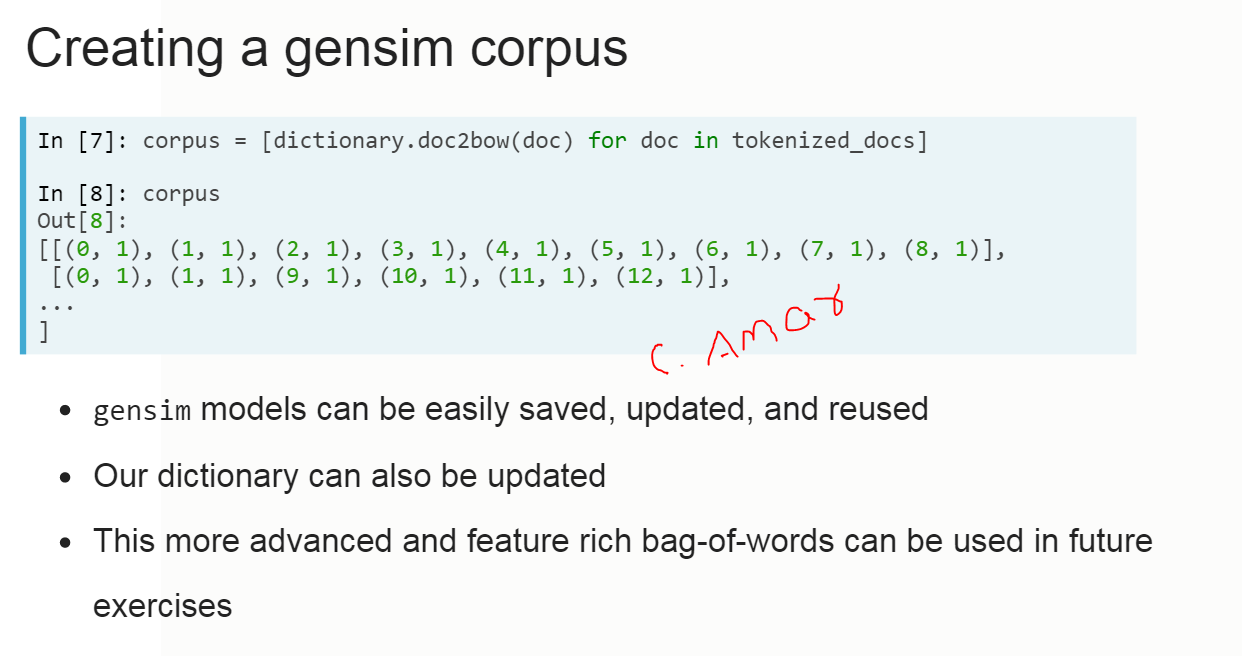 Creating a gensim corpus
In [7]: corpus = [dictionary.doc2bow(doc) for doc in tokenized_docs]
In [8]: corpus
Out[8]:
[[(0, 1), (1, 1), (2, 1), (3, 1), (4, 1), (5, 1), (6, 1), (7, 1), (8, 1)],
[(0, 1), (1, 1), (9, 1), (10, 1), (11, 1), (12, 1)],
...
]
C. Amar
• gensim models can be easily saved, updated, and reused
• Our dictionary can also be updated
• This more advanced and feature rich bag-of-words can be used in future
exercises